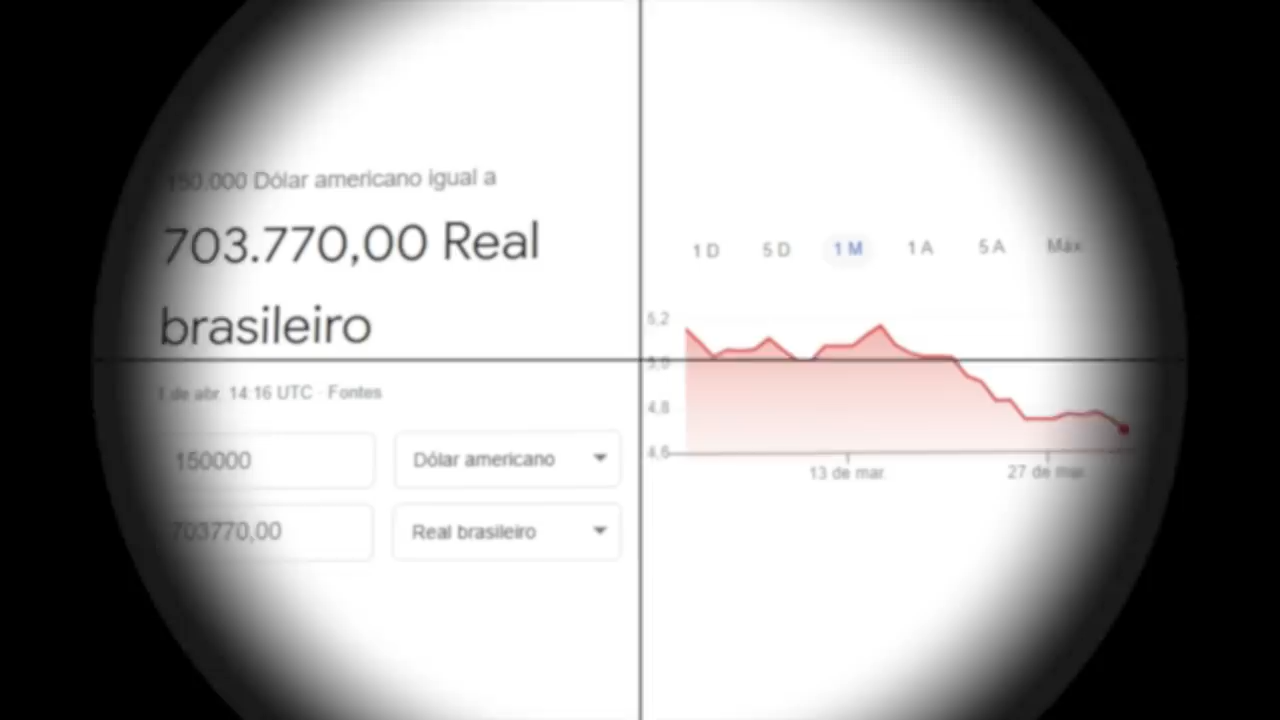 150.000 Dólar americano igual a
703.770,00 Real
brasileiro
1 de abr. 14:16 UTC · Fontes
150000
Dólar americano
703770,00
Real brasileiro
1 D 5 D 1 M 1 A 5 A Máx
5,2
5,0
4,8
4,6
13 de mar. 27 de mar.